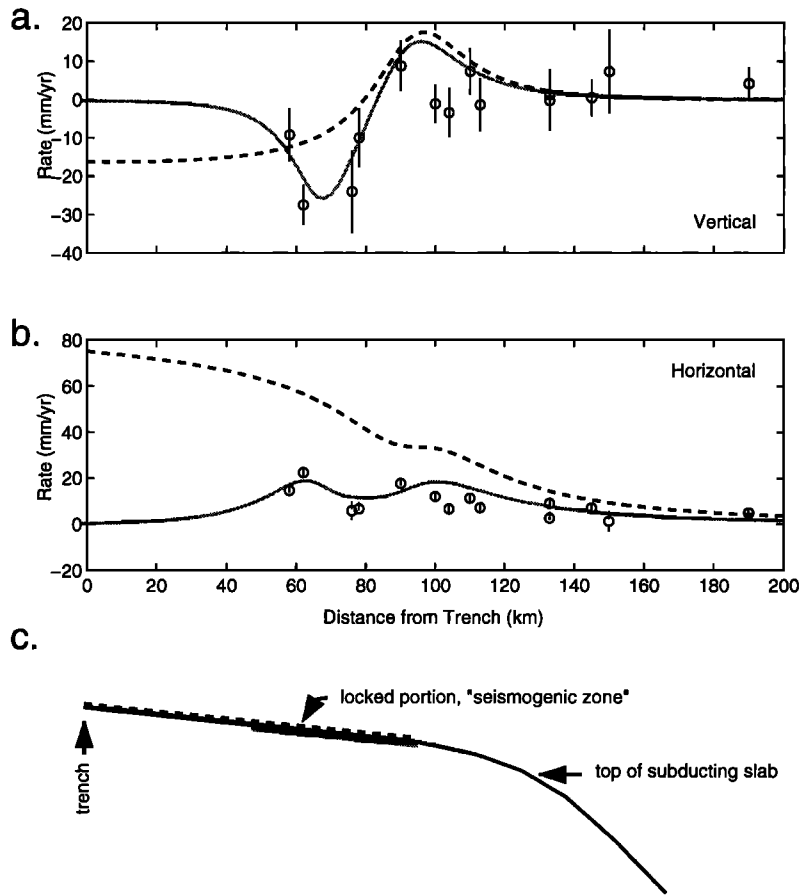 a.
20
10
0
−10
−20
−30
−40
Rate (mm/yr)
Vertical
b.
80
60
40
20
0
−20
Rate (mm/yr)
Horizontal
0 20 40 60 80 100 120 140 160 180 200
Distance from Trench (km)
c.
locked portion, "seismogenic zone"
trench
top of subducting slab